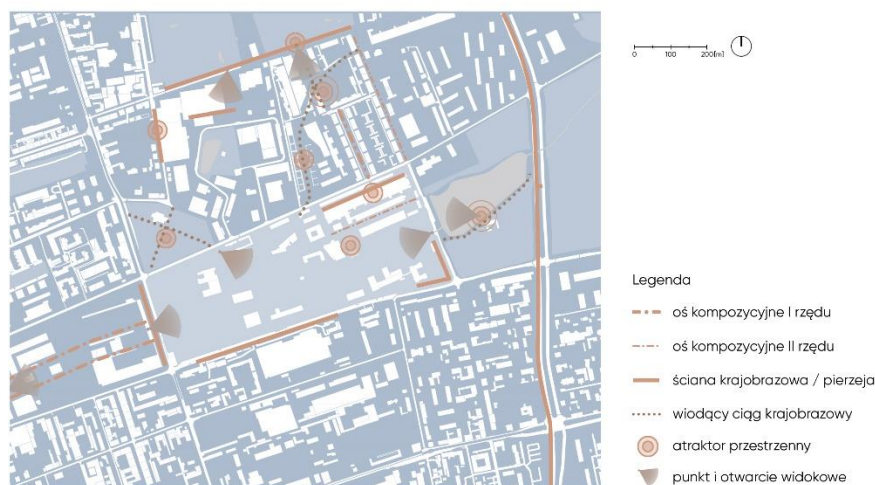 0 100 200[m]
Legenda
oś kompozycyjne I rzędu
oś kompozycyjne II rzędu
ściana krajobrazowa / pierzeja
wiodący ciąg krajobrazowy
atraktor przestrzenny
punkt i otwarcie widokowe